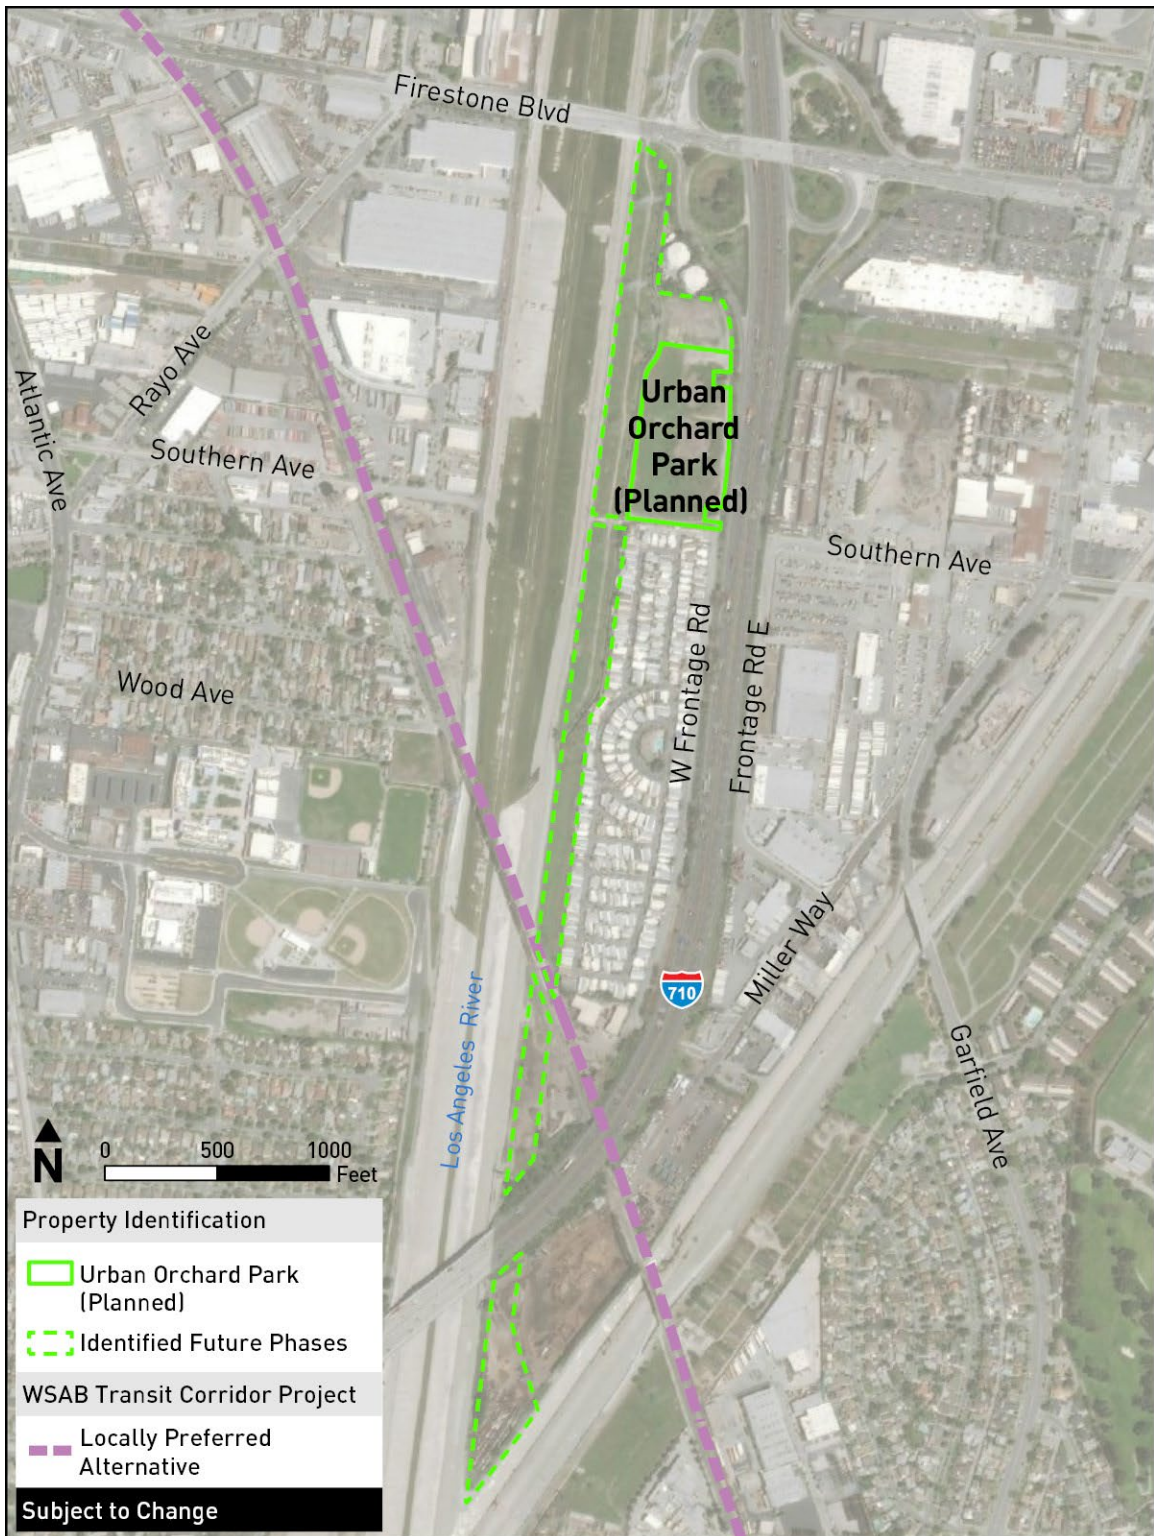 Firestone Blvd
Rayo Ave
Atlantic Ave
Southern Ave
Urban
Orchard
Park
(Planned)
Southern Ave
Wood Ave
W Frontage Rd
Frontage Rd E
Miller Way
710
Los Angeles River
Garfield Ave
N
0 500 1000
Feet
Property Identification
Urban Orchard Park
(Planned)
Identified Future Phases
WSAB Transit Corridor Project
Locally Preferred
Alternative
Subject to Change